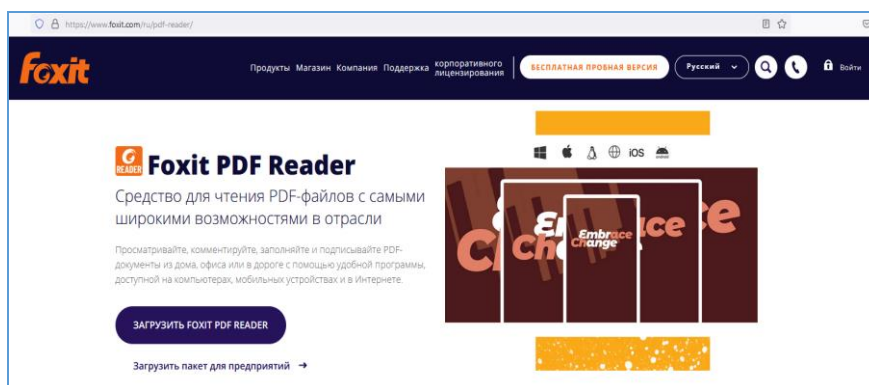 https://www.foxit.com/ru/pdf-reader/
Foxit
Продукты Магазин Компания Поддержка корпоративного лицензирования БЕСПЛАТНАЯ ПРОБНАЯ ВЕРСИЯ Русский Войти
READER
Foxit PDF Reader
Средство для чтения PDF-файлов с самыми
широкими возможностями в отрасли
Просматривайте, комментируйте, заполняйте и подписывайте PDF-
документы из дома, офиса или в дороге с помощью удобной программы,
доступной на компьютерах, мобильных устройствах и в Интернете.
ЗАГРУЗИТЬ FOXIT PDF READER
Загрузить пакет для предприятий →
iOS
android
Embrace
Change